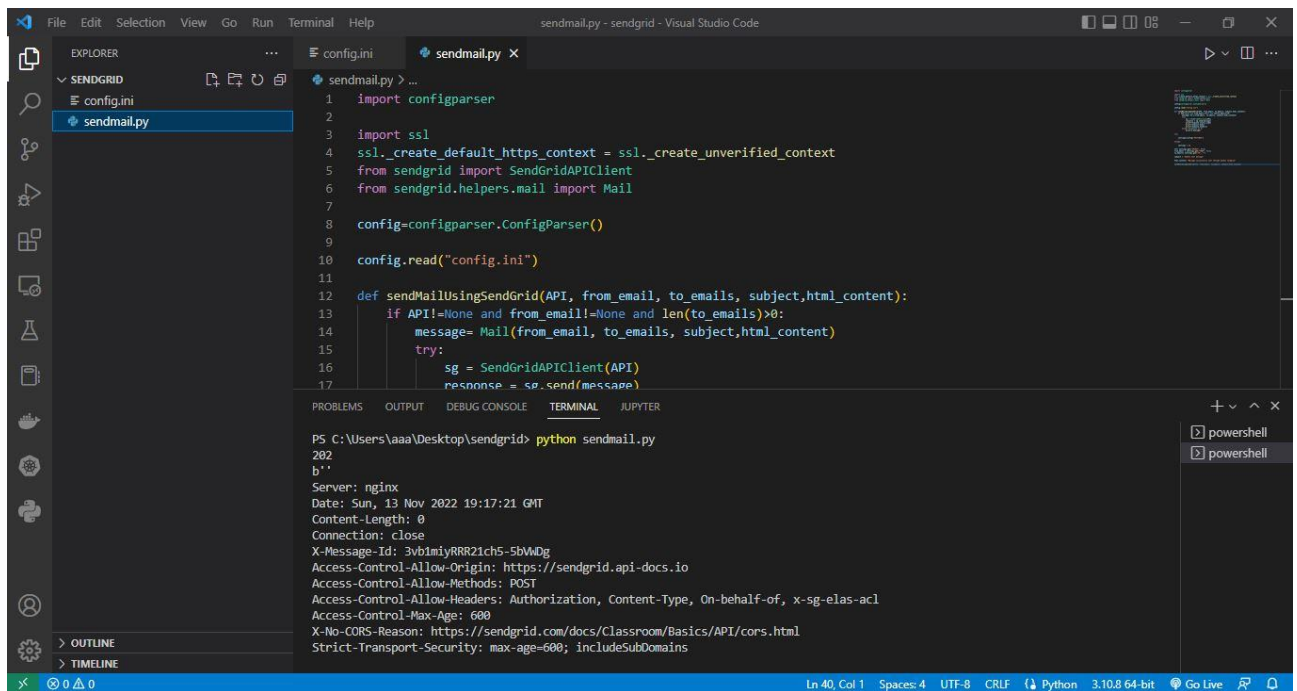 File Edit Selection View Go Run Terminal Help sendmail.py - sendgrid - Visual Studio Code
EXPLORER
SENDGRID
config.ini
sendmail.py
config.ini sendmail.py
sendmail.py > ...
1 import configparser
2
3 import ssl
4 ssl._create_default_https_context = ssl._create_unverified_context
5 from sendgrid import SendGridAPIClient
6 from sendgrid.helpers.mail import Mail
7
8 config=configparser.ConfigParser()
9
10 config.read("config.ini")
11
12 def sendMailUsingSendGrid(API, from_email, to_emails, subject,html_content):
13 if API!=None and from_email!=None and len(to_emails)>0:
14 message= Mail(from_email, to_emails, subject,html_content)
15 try:
16 sg = SendGridAPIClient(API)
17 response = sg.send(message)
PROBLEMS OUTPUT DEBUG CONSOLE TERMINAL JUPYTER
PS C:\Users\aaa\Desktop\sendgrid> python sendmail.py
202
b''
Server: nginx
Date: Sun, 13 Nov 2022 19:17:21 GMT
Content-Length: 0
Connection: close
X-Message-Id: 3vb1miyRRR21ch5-5bVWDg
Access-Control-Allow-Origin: https://sendgrid.api-docs.io
Access-Control-Allow-Methods: POST
Access-Control-Allow-Headers: Authorization, Content-Type, On-behalf-of, x-sg-elas-acl
Access-Control-Max-Age: 600
X-No-CORS-Reason: https://sendgrid.com/docs/Classroom/Basics/API/cors.html
Strict-Transport-Security: max-age=600; includeSubDomains
powershell
powershell
OUTLINE
TIMELINE
0 0 Ln 40, Col 1 Spaces: 4 UTF-8 CRLF Python 3.10.8 64-bit Go Live